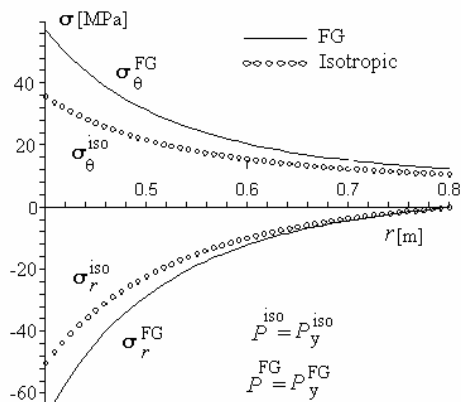 σ[MPa]
FG
Isotropic
60
40
20
0
-20
-40
-60
σ_θ^FG
σ_θ^iso
0.5
0.6
0.7
0.8
r[m]
σ_r^iso
σ_r^FG
P^iso=P_y^iso
P^FG=P_y^FG